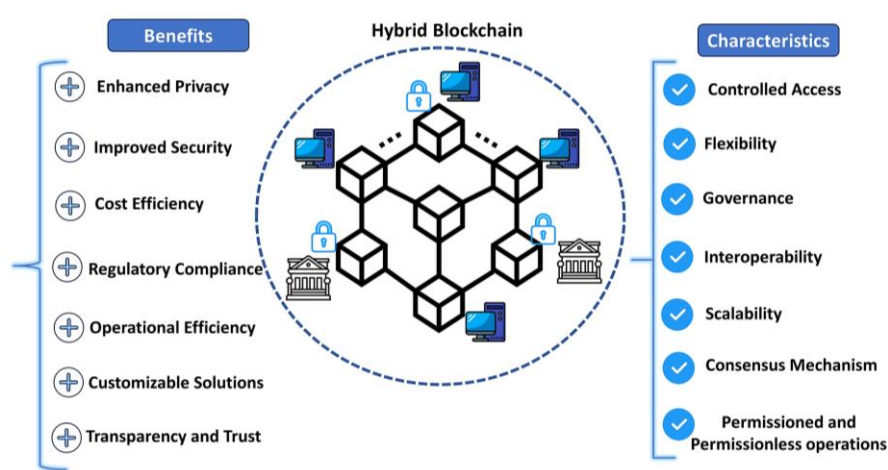 Benefits
Enhanced Privacy
Improved Security
Cost Efficiency
Regulatory Compliance
Operational Efficiency
Customizable Solutions
Transparency and Trust
Hybrid Blockchain
Characteristics
Controlled Access
Flexibility
Governance
Interoperability
Scalability
Consensus Mechanism
Permissioned and
Permissionless operations